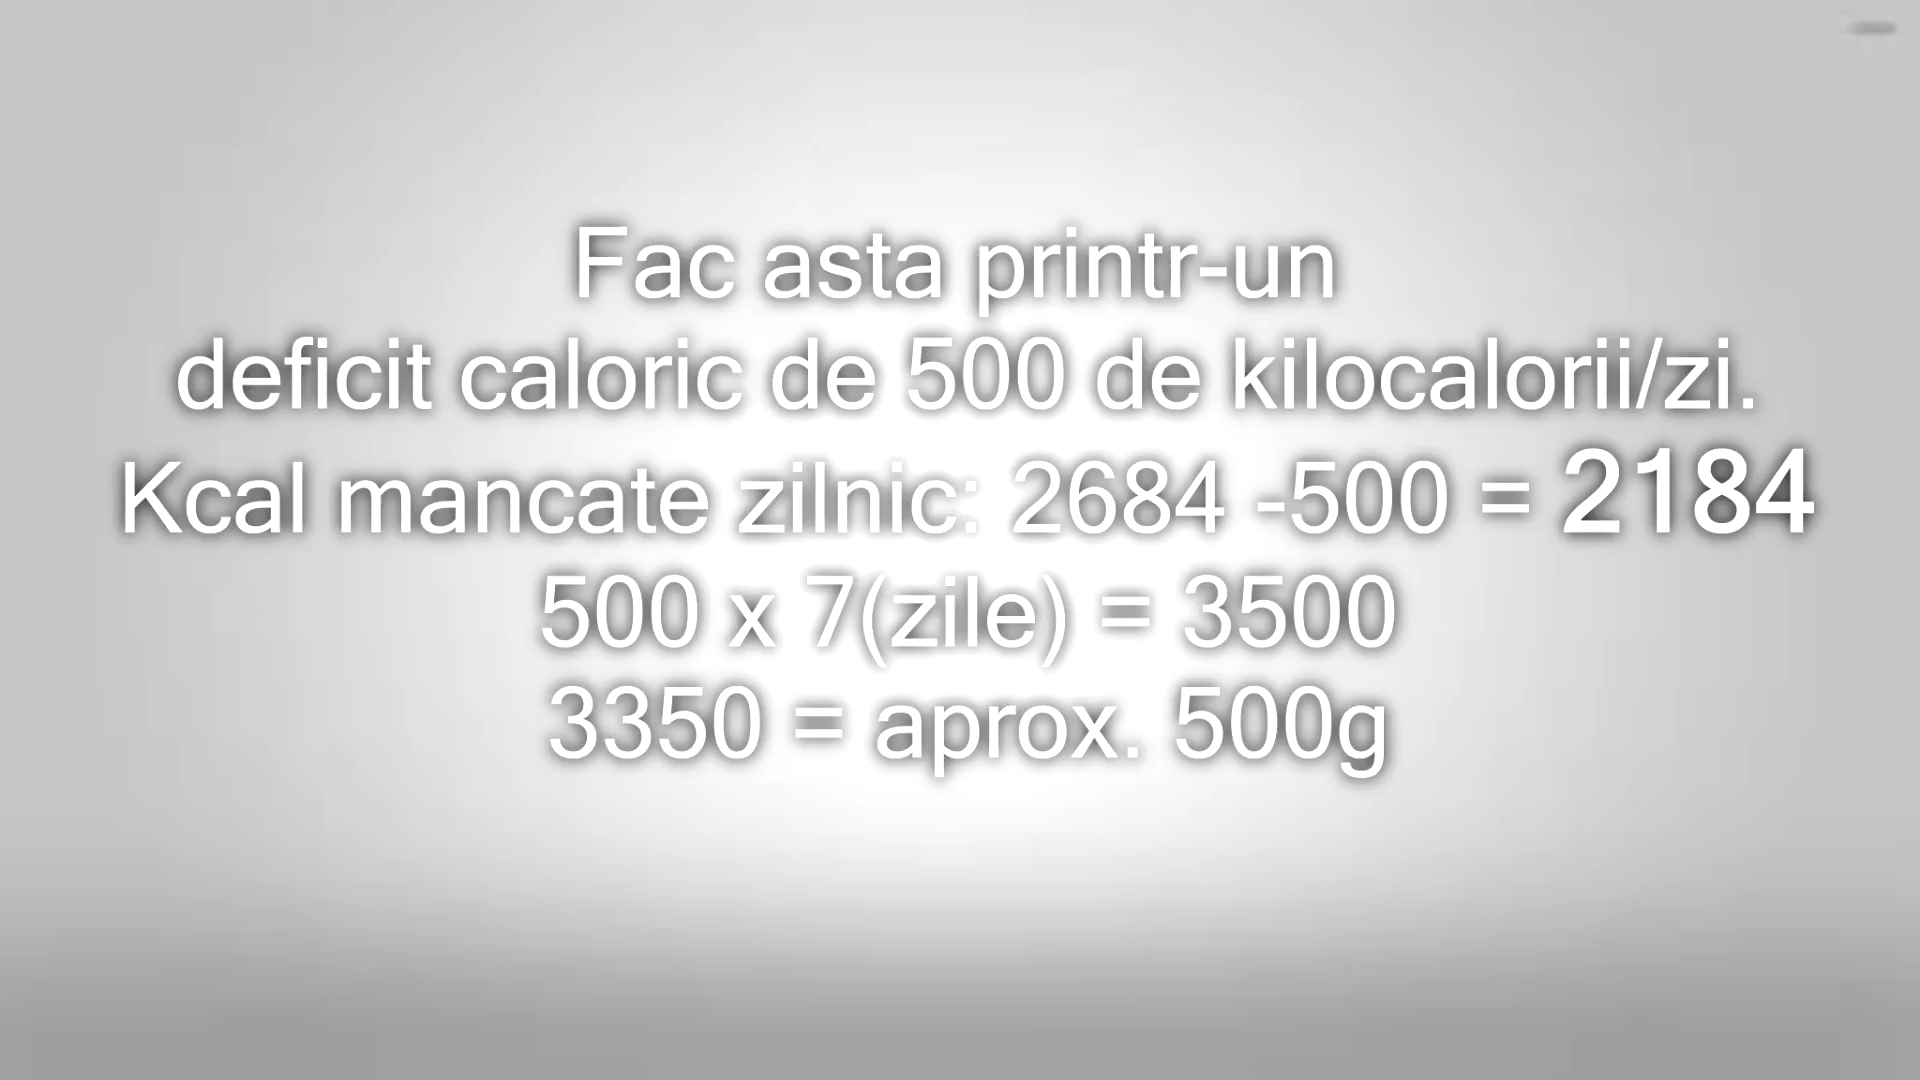 Fac asta printr-un
deficit caloric de 500 de kilocalorii/zi.
Kcal mancate zilnic: 2684 -500 = 2184
500 x 7(zile) = 3500
3350 = aprox. 500g